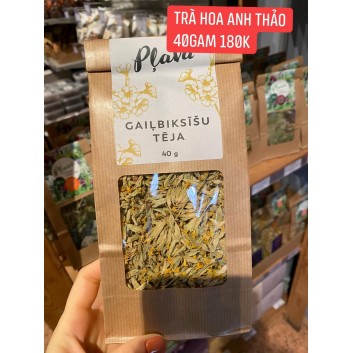 TRÀ HOA ANH THẢO
40GAM 180K
Pļava
GAIĻBIKSĪŠU
TĒJA
40 g